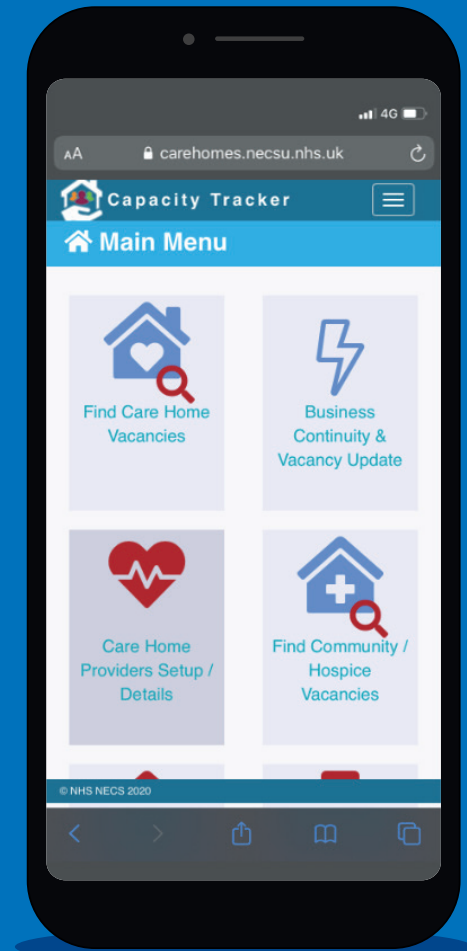 4G
AA
carehomes.necsu.nhs.uk
Capacity Tracker
Main Menu
Find Care Home
Vacancies
Business
Continuity &
Vacancy Update
Care Home
Providers Setup /
Details
Find Community /
Hospice
Vacancies
© NHS NECS 2020